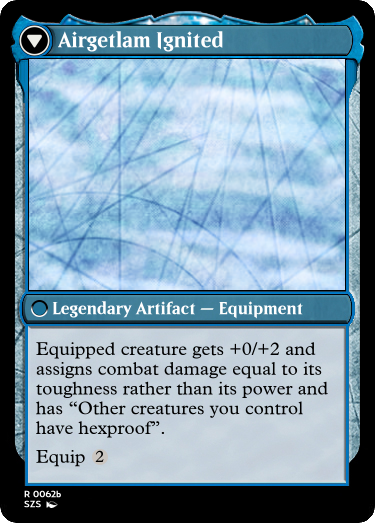 Airgetlam Ignited
Legendary Artifact — Equipment
Equipped creature gets +0/+2 and
assigns combat damage equal to its
toughness rather than its power and
has “Other creatures you control
have hexproof”.
Equip 2
R 0062b
SZS